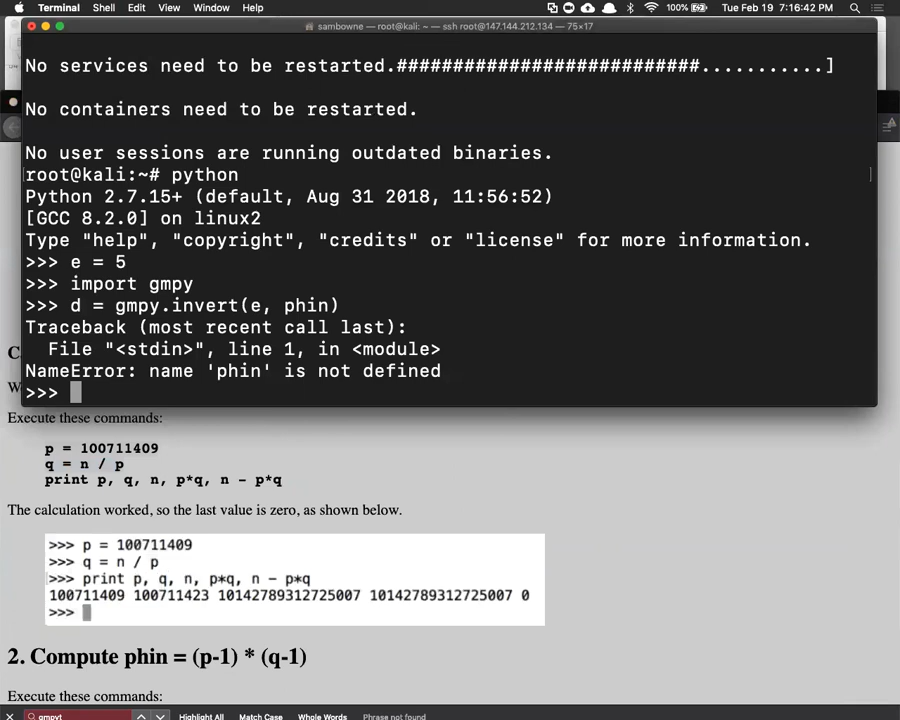 Terminal Shell Edit View Window Help 100% Tue Feb 19 7:16:42 PM
sambowne — root@kali: ~ — ssh root@147.144.212.134 — 75×17
No services need to be restarted.###########################...........]
No containers need to be restarted.
No user sessions are running outdated binaries.
[root@kali:~# python ]
Python 2.7.15+ (default, Aug 31 2018, 11:56:52)
[GCC 8.2.0] on linux2
Type "help", "copyright", "credits" or "license" for more information.
>>> e = 5
>>> import gmpy
>>> d = gmpy.invert(e, phin)
Traceback (most recent call last):
File "<stdin>", line 1, in <module>
NameError: name 'phin' is not defined
>>>
Execute these commands:
p = 100711409
q = n / p
print p, q, n, p*q, n - p*q
The calculation worked, so the last value is zero, as shown below.
>>> p = 100711409
>>> q = n / p
>>> print p, q, n, p*q, n - p*q
100711409 100711423 10142789312725007 10142789312725007 0
>>>
2. Compute phin = (p-1) * (q-1)
Execute these commands:
gmpyt Highlight All Match Case Whole Words Phrase not found